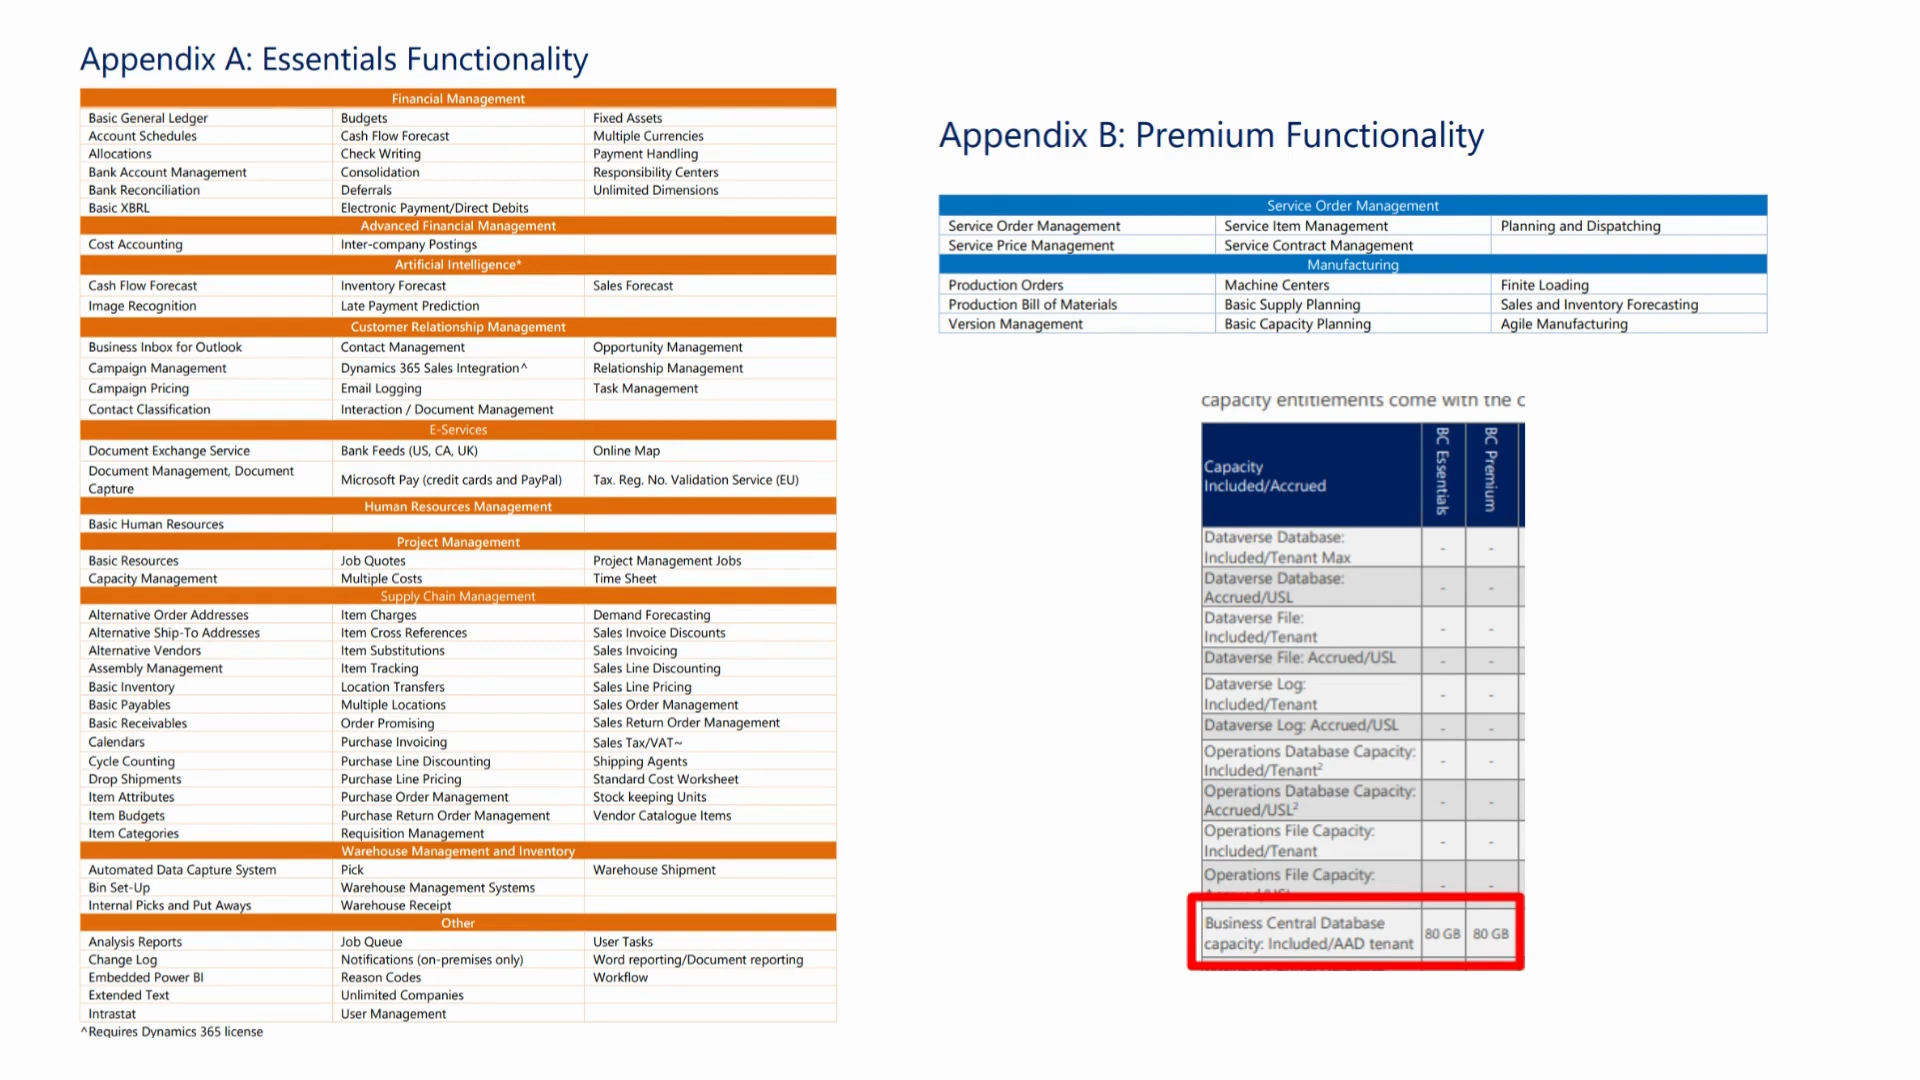 Appendix A: Essentials Functionality
Financial Management
Basic General Ledger Budgets Fixed Assets
Account Schedules Cash Flow Forecast Multiple Currencies
Allocations Check Writing Payment Handling
Bank Account Management Consolidation Responsibility Centers
Bank Reconciliation Deferrals Unlimited Dimensions
Basic XBRL Electronic Payment/Direct Debits
Advanced Financial Management
Cost Accounting Inter-company Postings
Artificial Intelligence*
Cash Flow Forecast Inventory Forecast Sales Forecast
Image Recognition Late Payment Prediction
Customer Relationship Management
Business Inbox for Outlook Contact Management Opportunity Management
Campaign Management Dynamics 365 Sales Integration^ Relationship Management
Campaign Pricing Email Logging Task Management
Contact Classification Interaction / Document Management
E-Services
Document Exchange Service Bank Feeds (US, CA, UK) Online Map
Document Management, Document
Capture Microsoft Pay (credit cards and PayPal) Tax. Reg. No. Validation Service (EU)
Human Resources Management
Basic Human Resources
Project Management
Basic Resources Job Quotes Project Management Jobs
Capacity Management Multiple Costs Time Sheet
Supply Chain Management
Alternative Order Addresses Item Charges Demand Forecasting
Alternative Ship-To Addresses Item Cross References Sales Invoice Discounts
Alternative Vendors Item Substitutions Sales Invoicing
Assembly Management Item Tracking Sales Line Discounting
Basic Inventory Location Transfers Sales Line Pricing
Basic Payables Multiple Locations Sales Order Management
Basic Receivables Order Promising Sales Return Order Management
Calendars Purchase Invoicing Sales Tax/VAT~
Cycle Counting Purchase Line Discounting Shipping Agents
Drop Shipments Purchase Line Pricing Standard Cost Worksheet
Item Attributes Purchase Order Management Stock keeping Units
Item Budgets Purchase Return Order Management Vendor Catalogue Items
Item Categories Requisition Management
Warehouse Management and Inventory
Automated Data Capture System Pick Warehouse Shipment
Bin Set-Up Warehouse Management Systems
Internal Picks and Put Aways Warehouse Receipt
Other
Analysis Reports Job Queue User Tasks
Change Log Notifications (on-premises only) Word reporting/Document reporting
Embedded Power BI Reason Codes Workflow
Extended Text Unlimited Companies
Intrastat User Management
^Requires Dynamics 365 license
Appendix B: Premium Functionality
Service Order Management
Service Order Management Service Item Management Planning and Dispatching
Service Price Management Service Contract Management
Manufacturing
Production Orders Machine Centers Finite Loading
Production Bill of Materials Basic Supply Planning Sales and Inventory Forecasting
Version Management Basic Capacity Planning Agile Manufacturing
capacity entitlements come with the
Capacity
Included/Accrued
BC Essentials
BC Premium
Dataverse Database:
Included/Tenant Max - -
Dataverse Database:
Accrued/USL - -
Dataverse File:
Included/Tenant - -
Dataverse File: Accrued/USL - -
Dataverse Log:
Included/Tenant - -
Dataverse Log: Accrued/USL - -
Operations Database Capacity:
Included/Tenant² - -
Operations Database Capacity:
Accrued/USL² - -
Operations File Capacity:
Included/Tenant - -
Operations File Capacity:
- -
Business Central Database
capacity: Included/AAD tenant 80 GB 80 GB